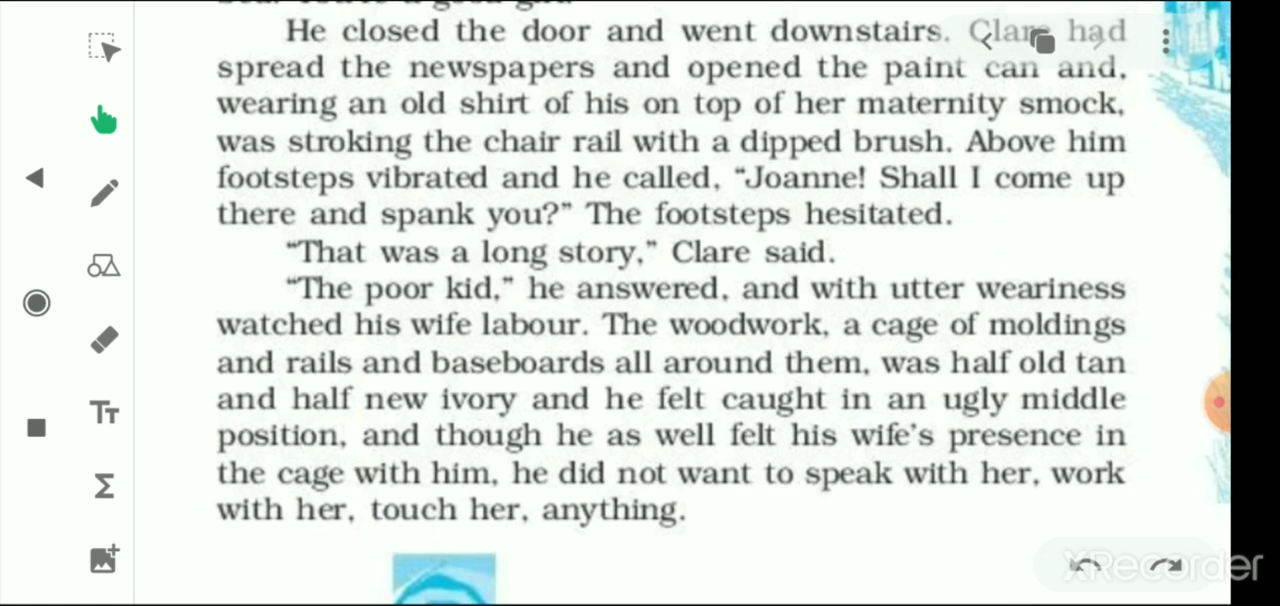 He closed the door and went downstairs. Clare had
spread the newspapers and opened the paint can and,
wearing an old shirt of his on top of her maternity smock,
was stroking the chair rail with a dipped brush. Above him
footsteps vibrated and he called, “Joanne! Shall I come up
there and spank you?” The footsteps hesitated.
“That was a long story,” Clare said.
“The poor kid,” he answered, and with utter weariness
watched his wife labour. The woodwork, a cage of moldings
and rails and baseboards all around them, was half old tan
and half new ivory and he felt caught in an ugly middle
position, and though he as well felt his wife’s presence in
the cage with him, he did not want to speak with her, work
with her, touch her, anything.
TT
Σ
XRecorder